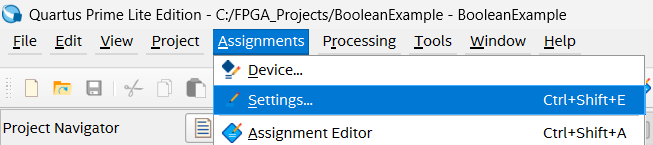 Quartus Prime Lite Edition - C:/FPGA_Projects/BooleanExample - BooleanExample
File Edit View Project Assignments Processing Tools Window Help
Device...
Settings... Ctrl+Shift+E
Project Navigator
Assignment Editor Ctrl+Shift+A